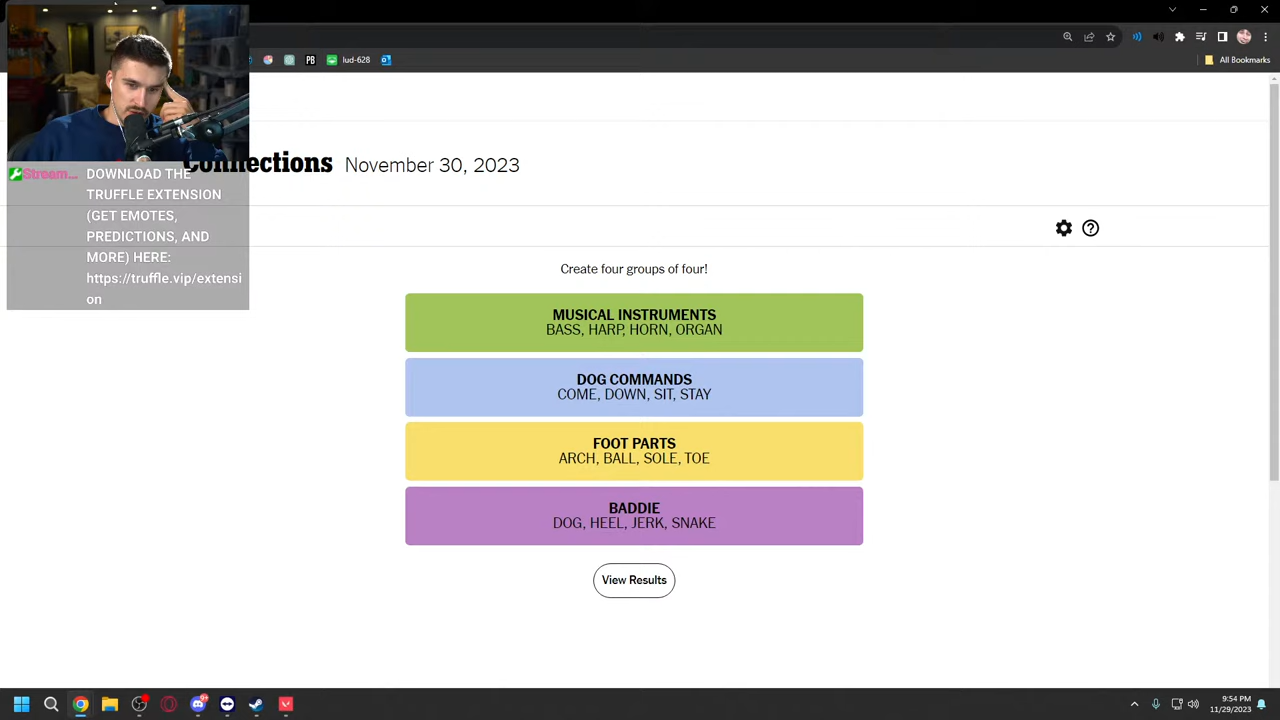 PB
lud-628
All Bookmarks
Connections November 30, 2023
Stream...
DOWNLOAD THE
TRUFFLE EXTENSION
(GET EMOTES,
PREDICTIONS, AND
MORE) HERE:
https://truffle.vip/extensi
on
Create four groups of four!
MUSICAL INSTRUMENTS
BASS, HARP, HORN, ORGAN
DOG COMMANDS
COME, DOWN, SIT, STAY
FOOT PARTS
ARCH, BALL, SOLE, TOE
BADDIE
DOG, HEEL, JERK, SNAKE
View Results
9:54 PM
11/29/2023